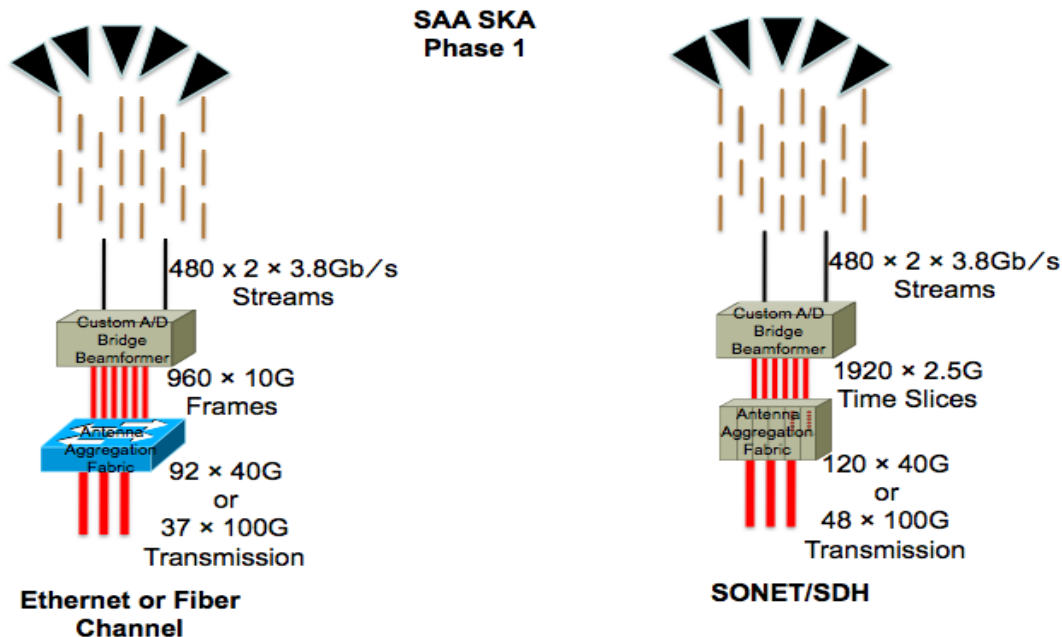 SAA SKA
Phase 1
480 x 2 × 3.8Gb/s
Streams
Custom A/D
Bridge
Beamformer
960 × 10G
Frames
Antenna
Aggregation
Fabric
92 × 40G
or
37 × 100G
Transmission
Ethernet or Fiber
Channel
480 × 2 × 3.8Gb/s
Streams
Custom A/D
Bridge
Beamformer
1920 × 2.5G
Time Slices
Antenna
Aggregation
Fabric
120 × 40G
or
48 × 100G
Transmission
SONET/SDH